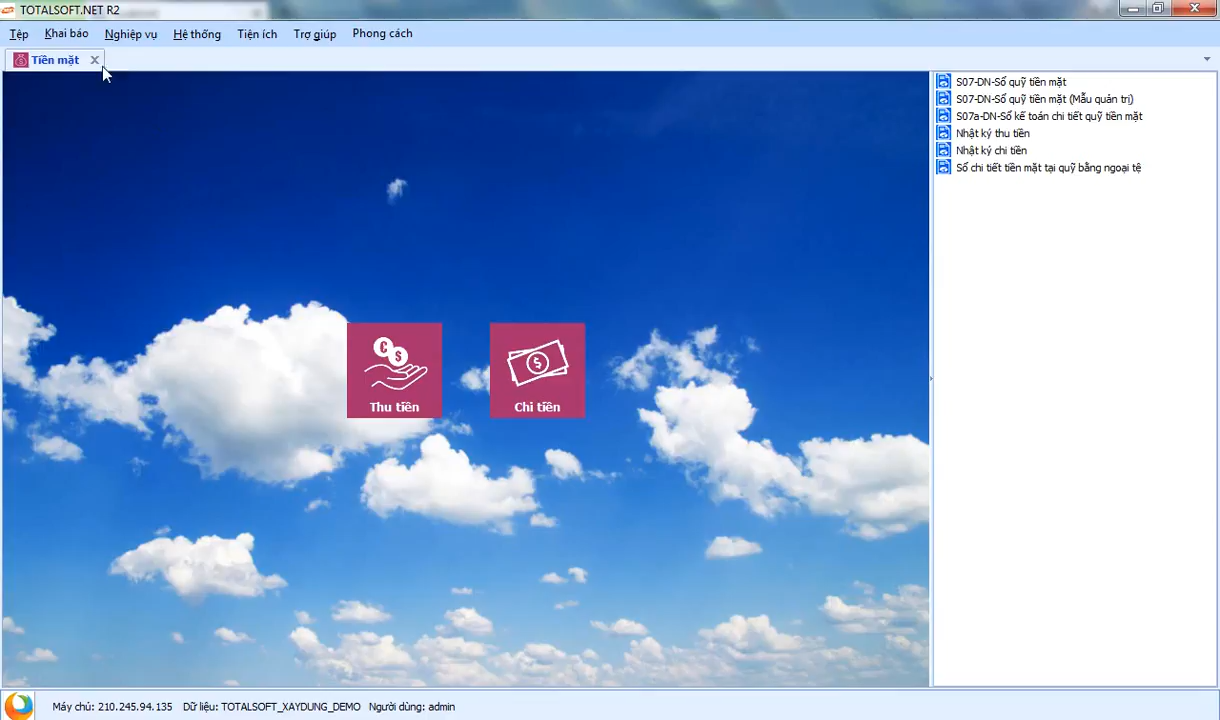 TOTALSOFT.NET R2
Tệp Khai báo Nghiệp vụ Hệ thống Tiện ích Trợ giúp Phong cách
Tiền mặt
S07-DN-Sổ quỹ tiền mặt
S07-DN-Sổ quỹ tiền mặt (Mẫu quản trị)
S07a-DN-Sổ kế toán chi tiết quỹ tiền mặt
Nhật ký thu tiền
Nhật ký chi tiền
Sổ chi tiết tiền mặt tại quỹ bằng ngoại tệ
Thu tiền
Chi tiền
Máy chủ: 210.245.94.135 Dữ liệu: TOTALSOFT_XAYDUNG_DEMO Người dùng: admin